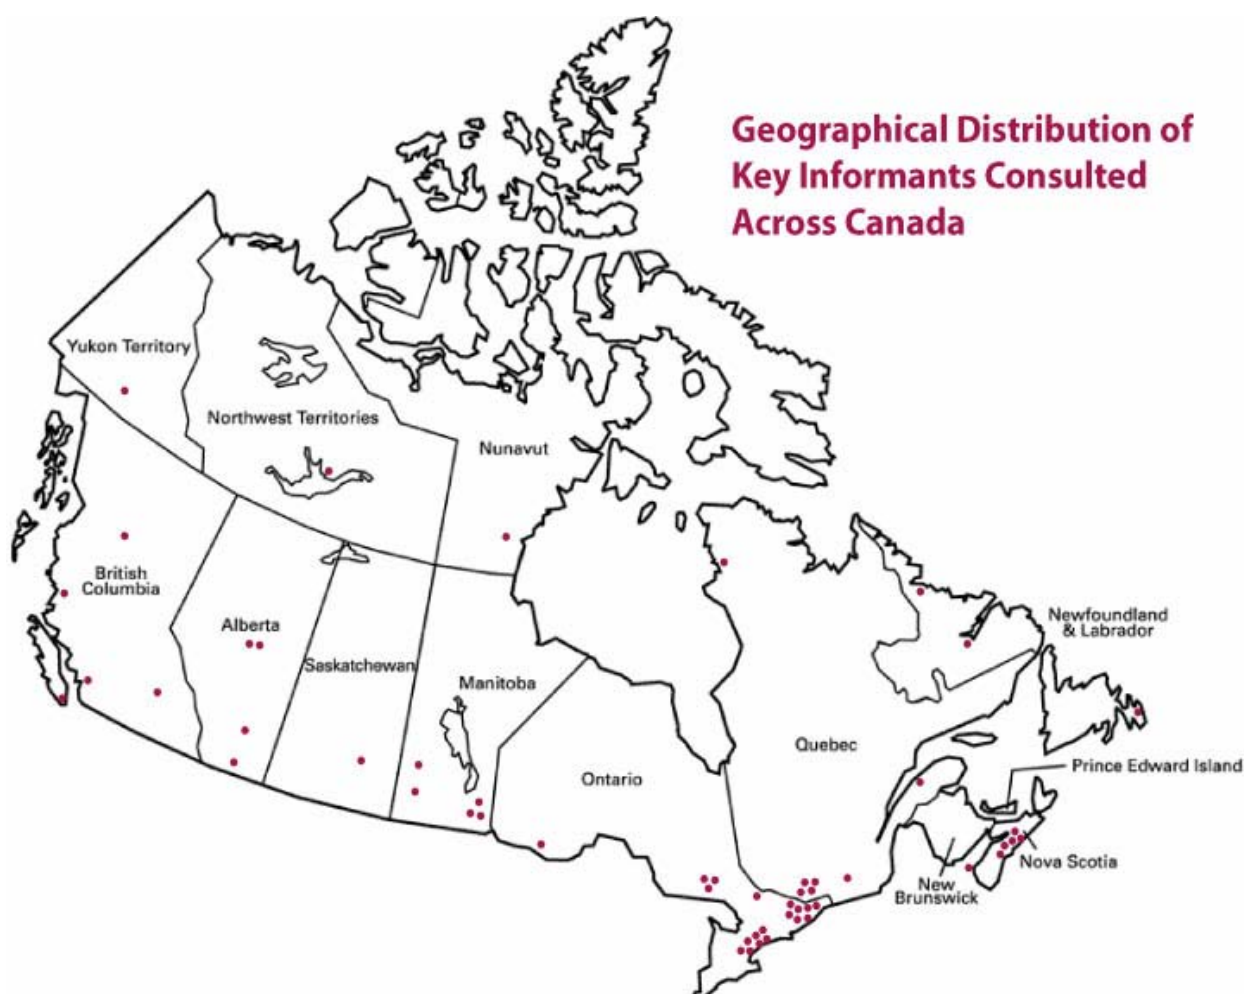 Geographical Distribution of
Key Informants Consulted
Across Canada
Yukon Territory
Northwest Territories
Nunavut
British
Columbia
Alberta
Saskatchewan
Manitoba
Newfoundland
& Labrador
Quebec
Ontario
Prince Edward Island
Nova Scotia
New
Brunswick